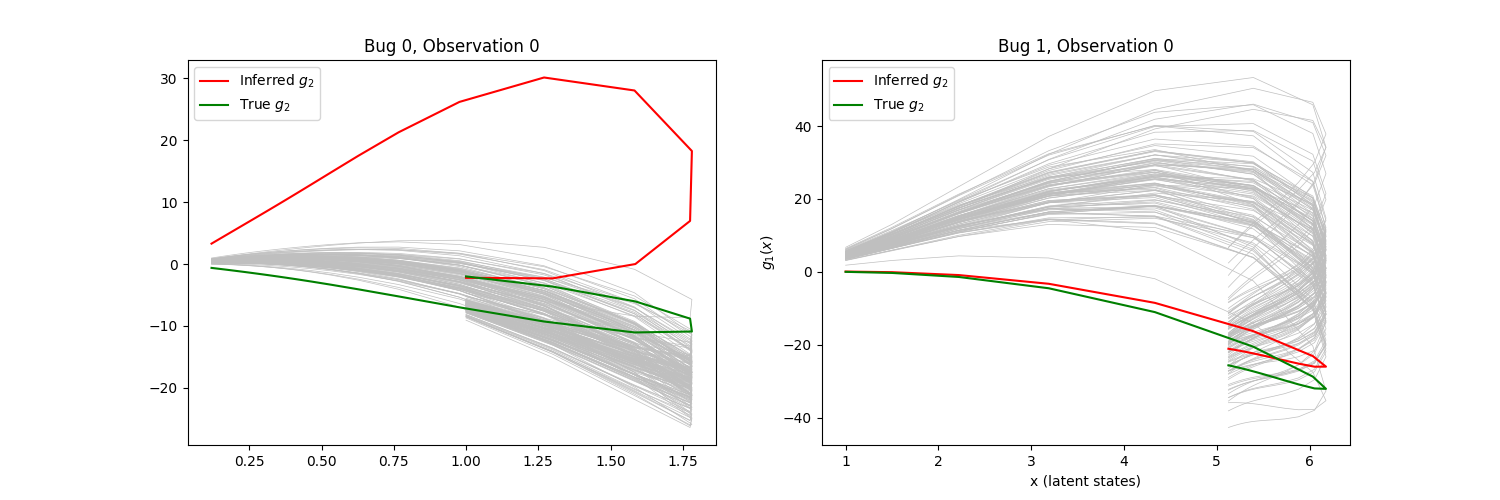 Bug 0, Observation 0
Inferred g₂
True g₂
30
20
10
0
−10
−20
0.25 0.50 0.75 1.00 1.25 1.50 1.75
Bug 1, Observation 0
Inferred g₂
True g₂
g₁(x)
40
20
0
−20
−40
1 2 3 4 5 6
x (latent states)